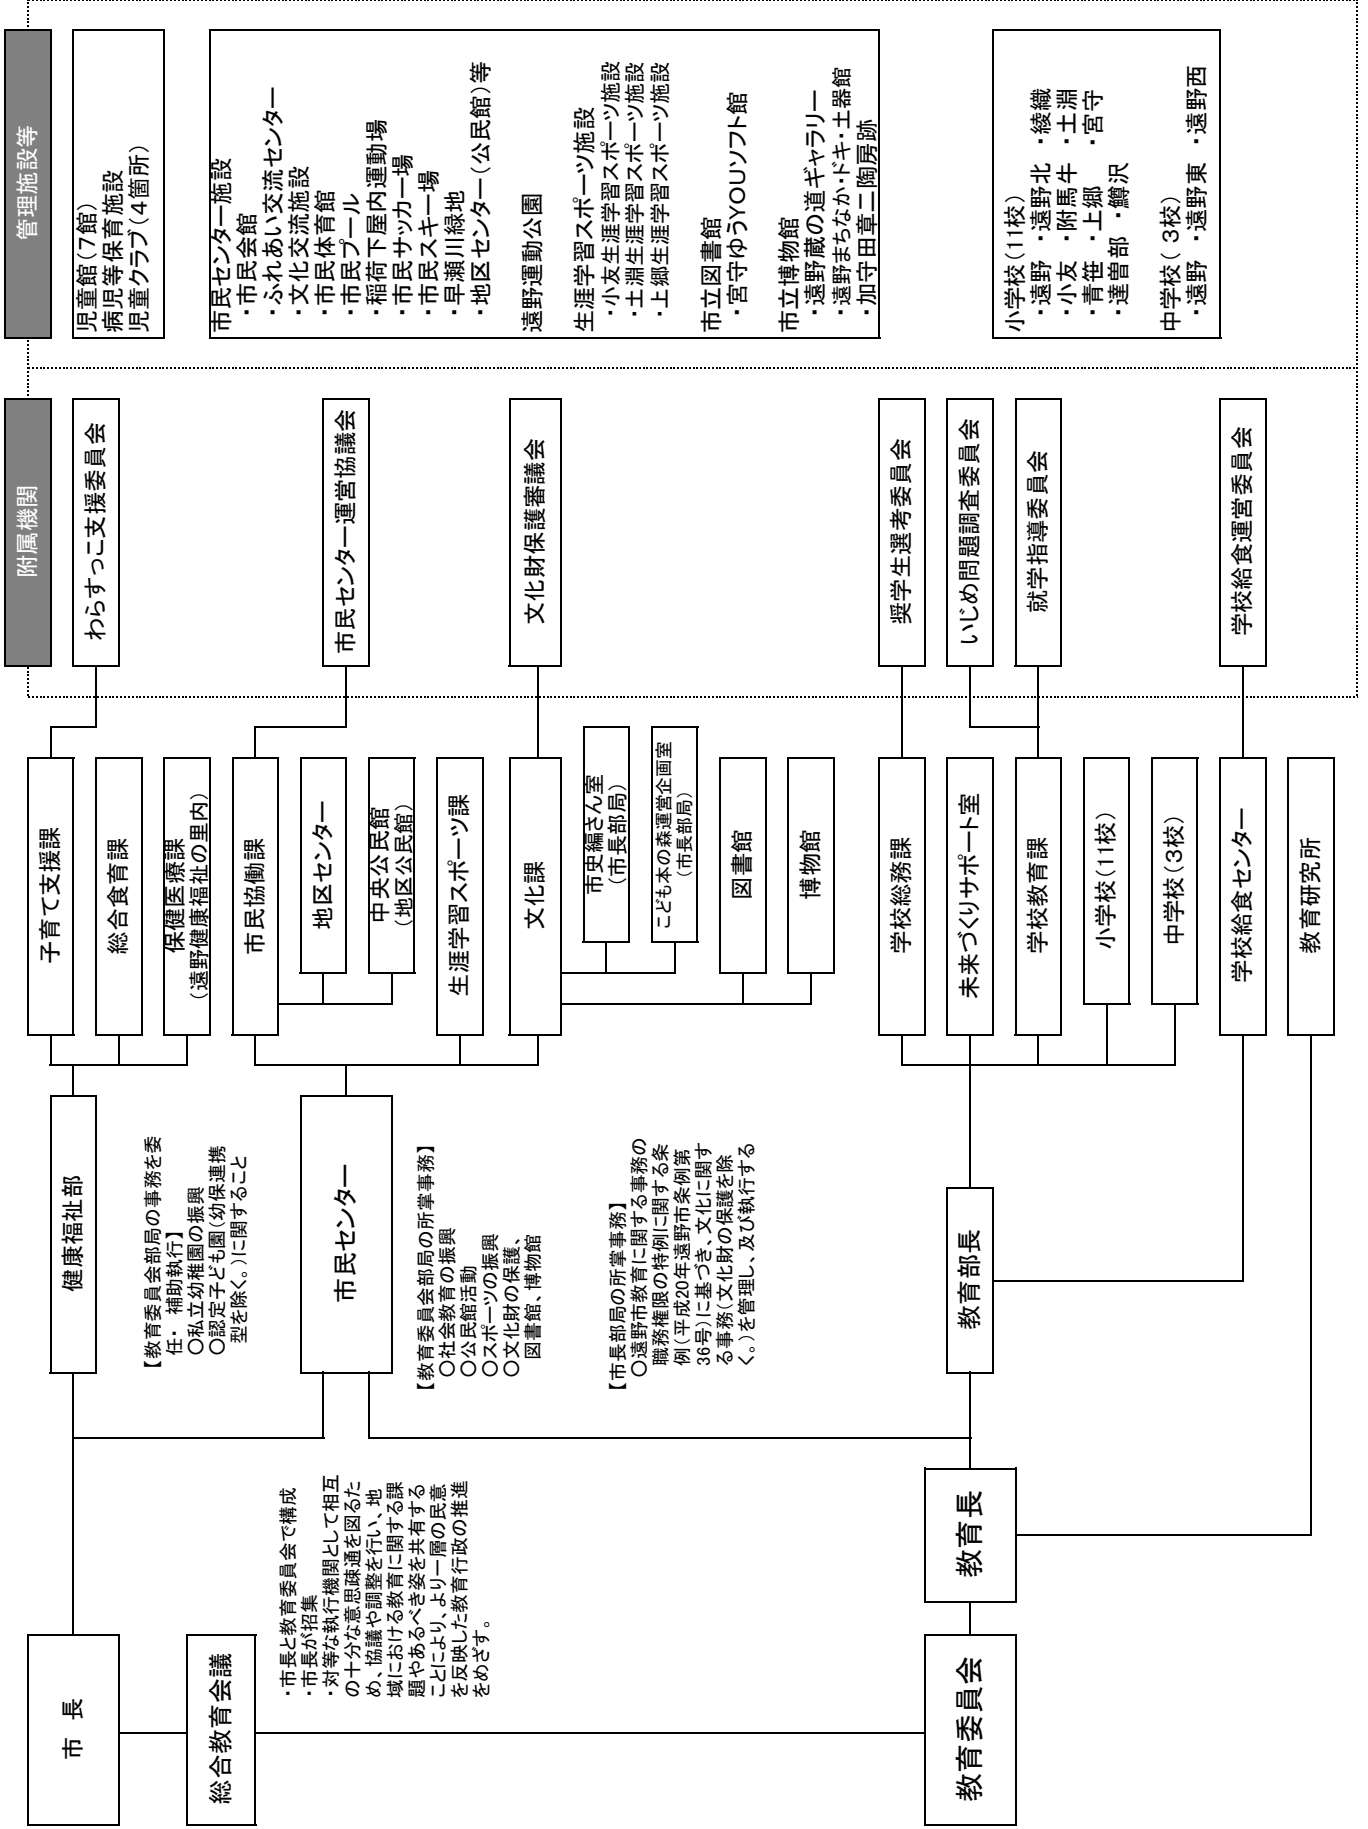 市 長
総合教育会議
・市長と教育委員会で構成
・市長が招集
・対等な執行機関として相互
の十分な意思疎通を図るた
め、協議や調整を行い、地
域における教育に関する課
題やあるべき姿を共有する
ことにより、より一層の民意
を反映した教育行政の推進
をめざす。
教育委員会
教育長
健康福祉部
【教育委員会部局の事務を委
任・ 補助執行】
○私立幼稚園の振興
○認定子ども園(幼保連携
型を除く。)に関すること
市民センター
【教育委員会部局の所掌事務】
○社会教育の振興
○公民館活動
○スポーツの振興
○文化財の保護、
図書館、博物館
【市長部局の所掌事務】
○遠野市教育に関する事務の
職務権限の特例に関する条
例(平成20年遠野市条例第
36号)に基づき、文化に関す
る事務(文化財の保護を除
く。)を管理し、及び執行する
教育部長
子育て支援課
総合食育課
保健医療課
(遠野健康福祉の里内)
市民協働課
地区センター
中央公民館
(地区公民館)
生涯学習スポーツ課
文化課
市史編さん室
(市長部局)
こども本の森運営企画室
(市長部局)
図書館
博物館
学校総務課
未来づくりサポート室
学校教育課
小学校(11校)
中学校(3校)
学校給食センター
教育研究所
附属機関
わらすっこ支援委員会
市民センター運営協議会
文化財保護審議会
奨学生選考委員会
いじめ問題調査委員会
就学指導委員会
学校給食運営委員会
管理施設等
児童館(7館)
病児等保育施設
児童クラブ(4箇所)
市民センター施設
・市民会館
・ふれあい交流センター
・文化交流施設
・市民体育館
・市民プール
・稲荷下屋内運動場
・市民サッカー場
・市民スキー場
・早瀬川緑地
・地区センター(公民館)等
遠野運動公園
生涯学習スポーツ施設
・小友生涯学習スポーツ施設
・土淵生涯学習スポーツ施設
・上郷生涯学習スポーツ施設
市立図書館
・宮守ゆうYOUソフト館
市立博物館
・遠野蔵の道ギャラリー
・遠野まちなか・ドキ・土器館
・加守田章二陶房跡
小学校(11校)
・遠野 ・遠野北 ・綾織
・小友 ・附馬牛 ・土淵
・青笹 ・上郷 ・宮守
・達曽部 ・鱒沢
中学校( 3校)
・遠野 ・遠野東 ・遠野西